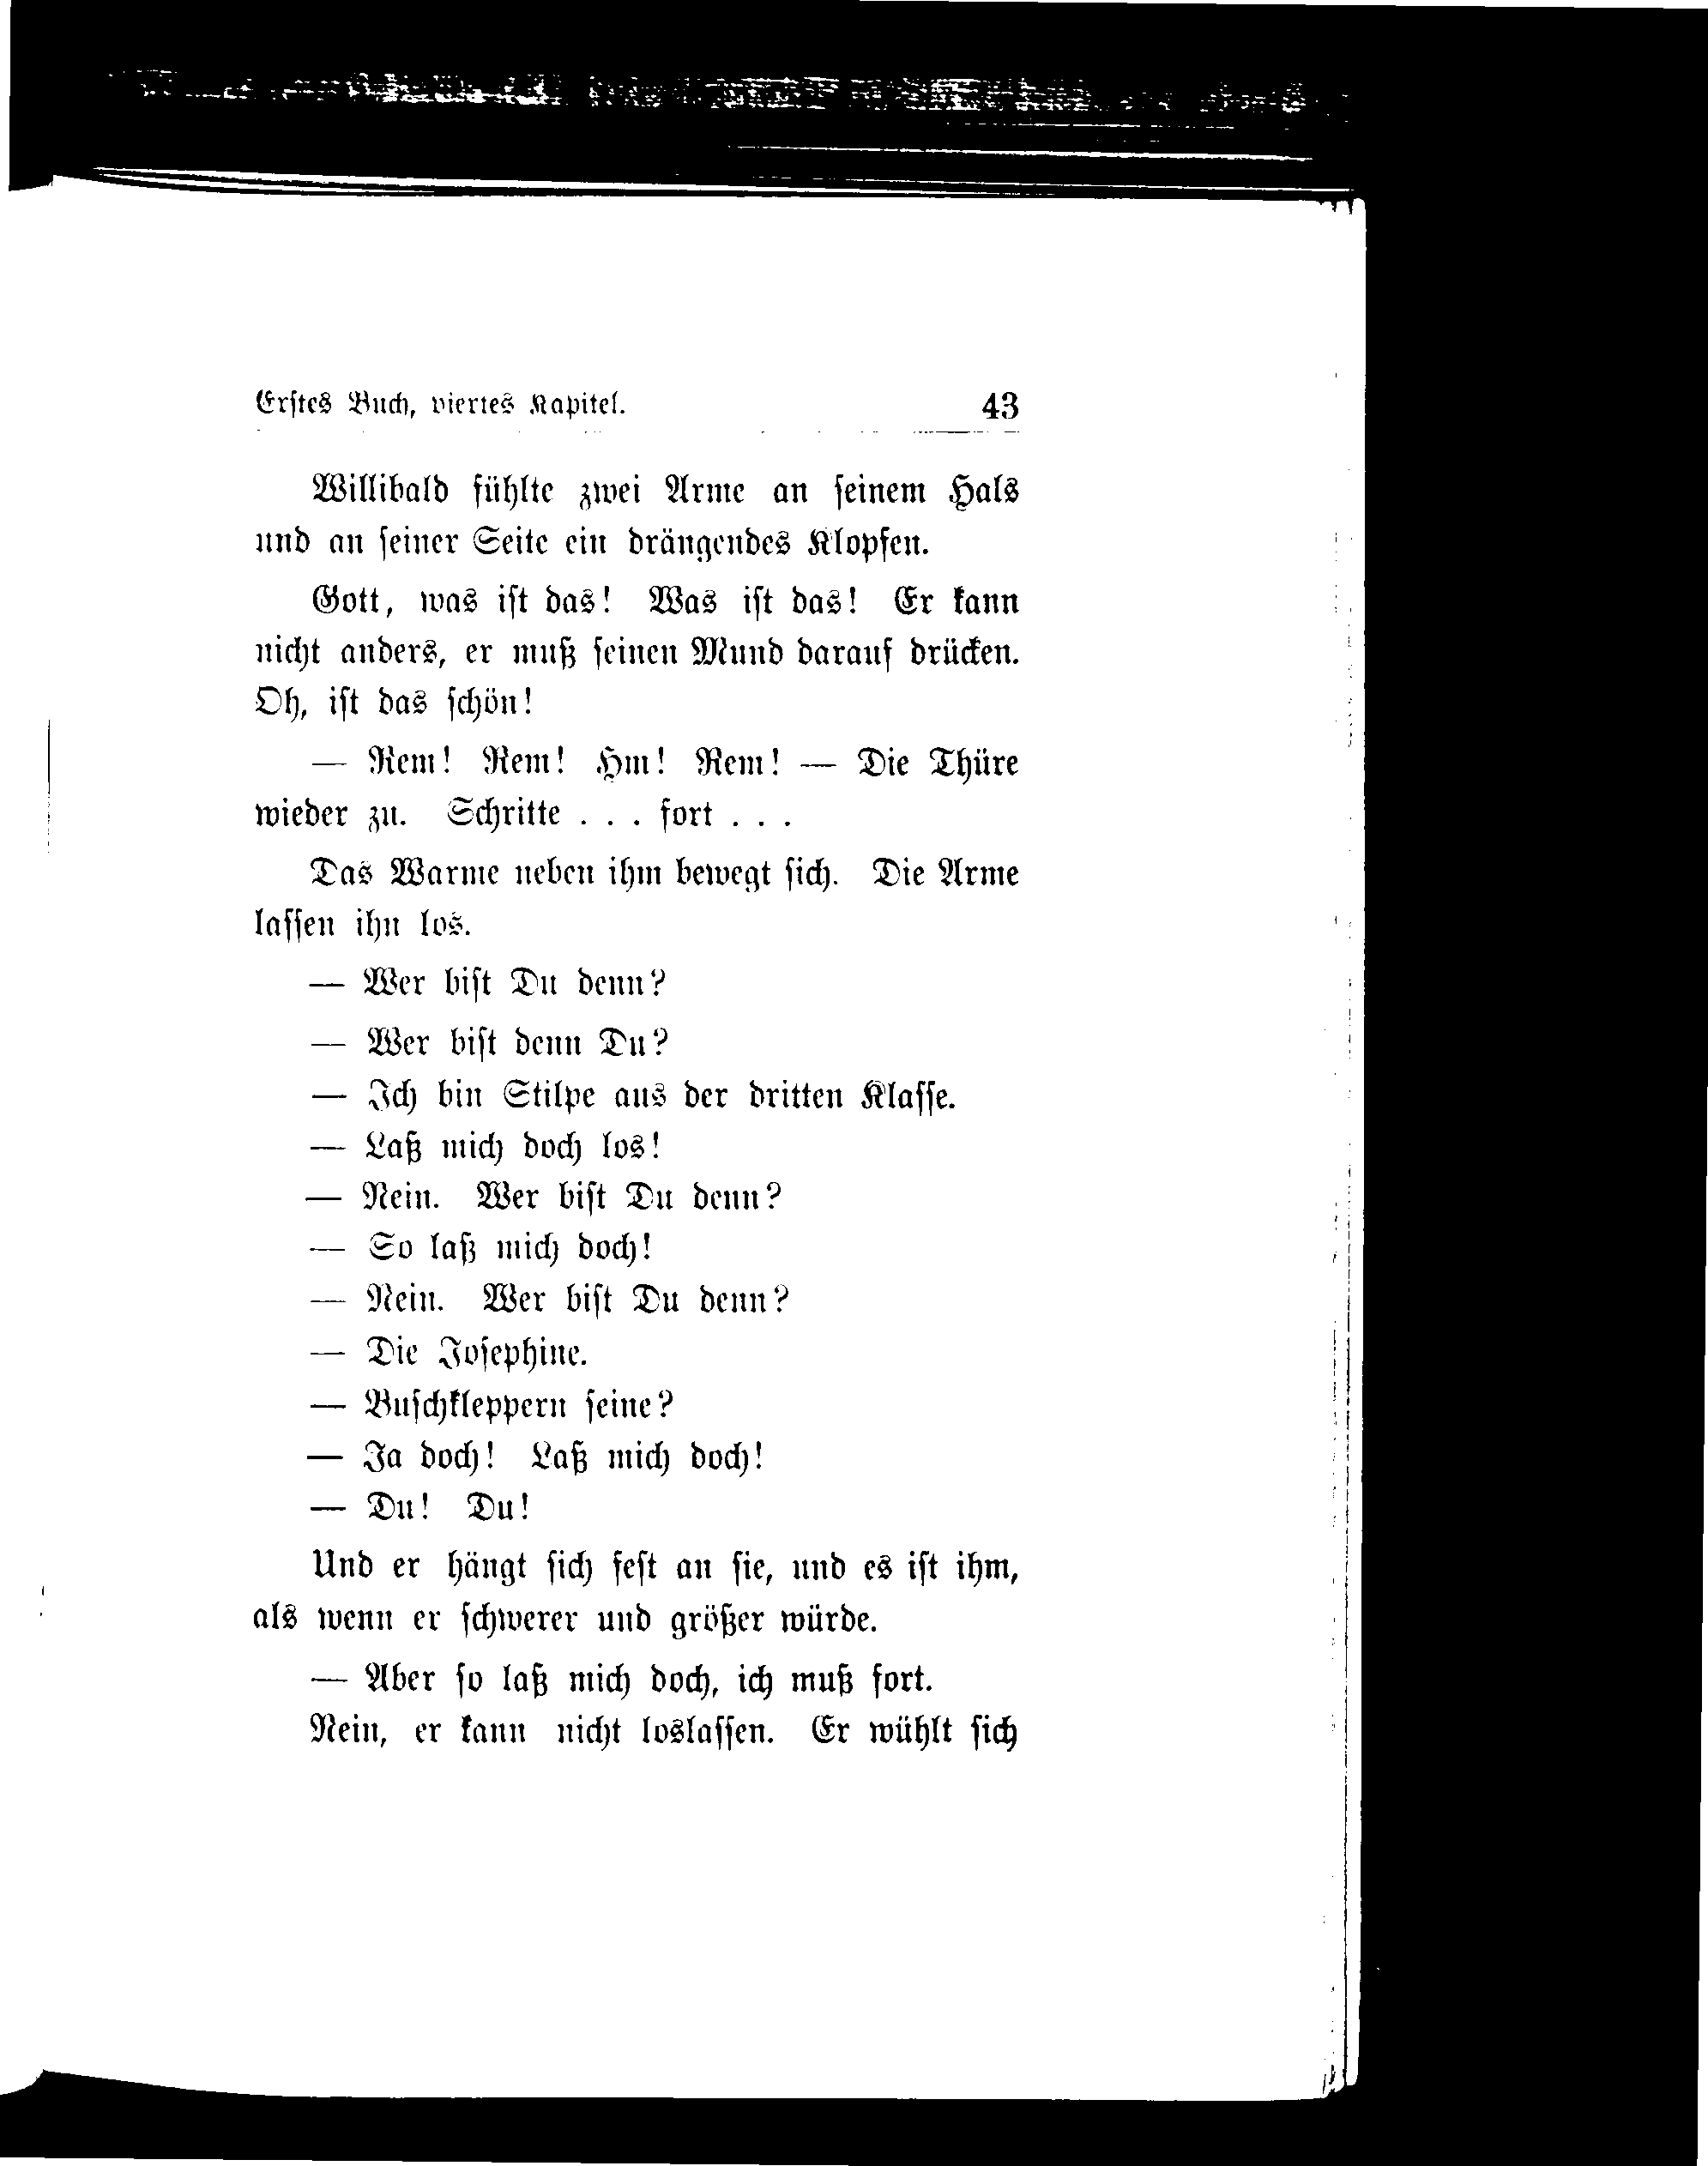 Erſtes Buch, viertes Kapitel. 43
Willibald fühlte zwei Arme an ſeinem Hals
und an ſeiner Seite ein drängendes Klopfen.
Gott, was iſt das! Was iſt das! Er kann
nicht anders, er muß ſeinen Mund darauf drücken.
Oh, iſt das ſchön!
— Rem! Rem! Hm! Rem! — Die Thüre
wieder zu. Schritte . . . fort . . .
Das Warme neben ihm bewegt ſich. Die Arme
laſſen ihn los.
— Wer biſt Du denn?
— Wer biſt denn Du?
— Ich bin Stilpe aus der dritten Klaſſe.
— Laß mich doch los!
— Nein. Wer biſt Du denn?
— So laß mich doch!
— Nein. Wer biſt Du denn?
— Die Joſephine.
— Buſchkleppern ſeine?
— Ja doch! Laß mich doch!
— Du! Du!
Und er hängt ſich feſt an ſie, und es iſt ihm,
als wenn er ſchwerer und größer würde.
— Aber ſo laß mich doch, ich muß fort.
Nein, er kann nicht loslaſſen. Er wühlt ſich